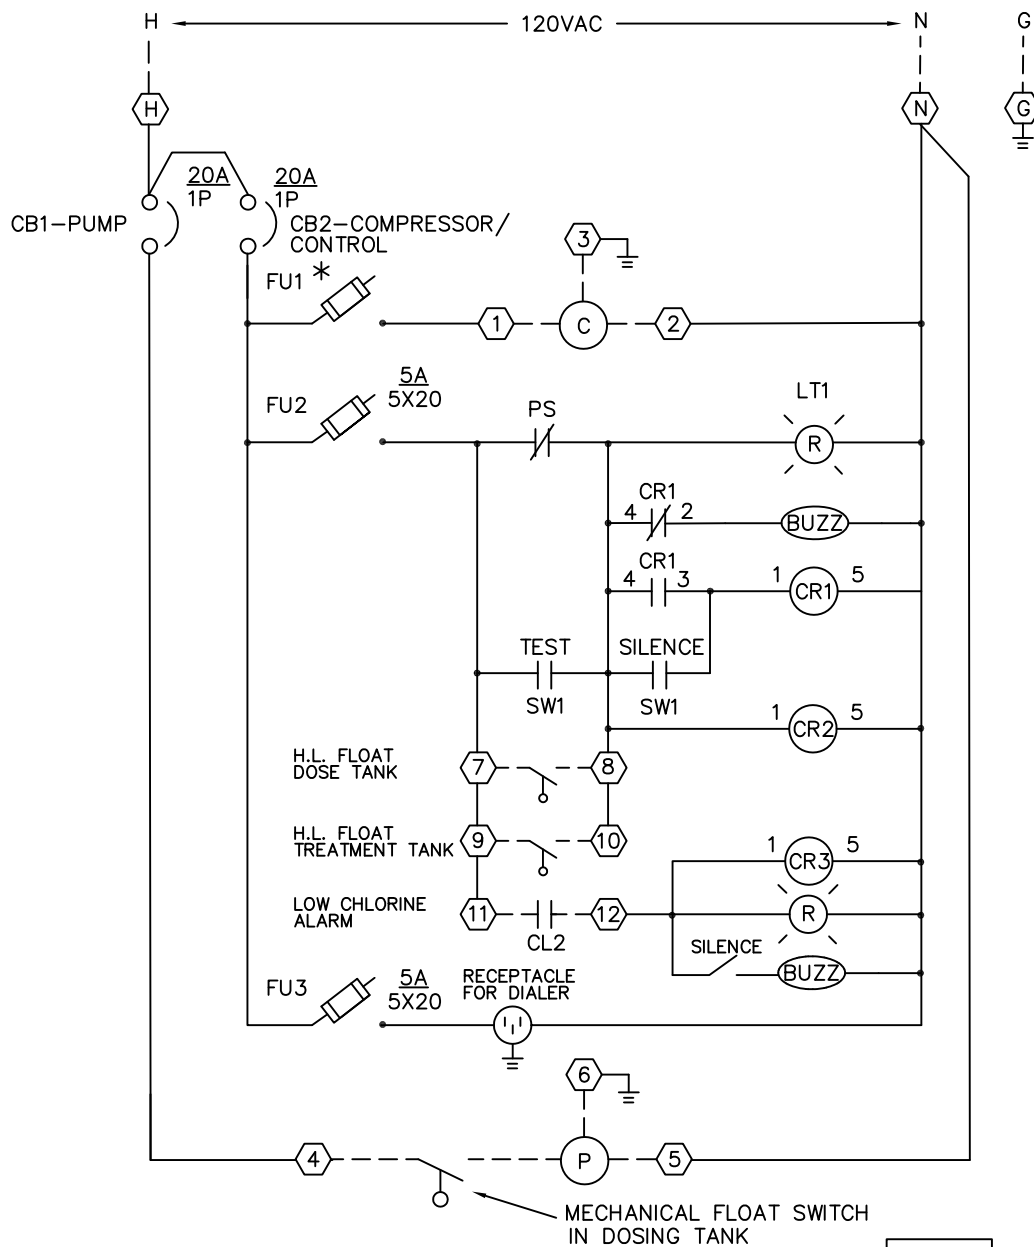 H 120VAC N G
H N G
20A 20A
1P 1P
CB1-PUMP CB2-COMPRESSOR/
CONTROL
3
FU1 *
1 C 2
5A
5X20
FU2
PS
LT1
R
CR1
4 2 BUZZ
CR1
4 3 1 CR1 5
TEST SILENCE
SW1 SW1
1 CR2 5
H.L. FLOAT
DOSE TANK
7 8
H.L. FLOAT
TREATMENT TANK
9 10
1 CR3 5
LOW CHLORINE
ALARM
11 12 R
CL2
SILENCE
BUZZ
FU3
5A
5X20
RECEPTACLE
FOR DIALER
6
4 P 5
MECHANICAL FLOAT SWITCH
IN DOSING TANK